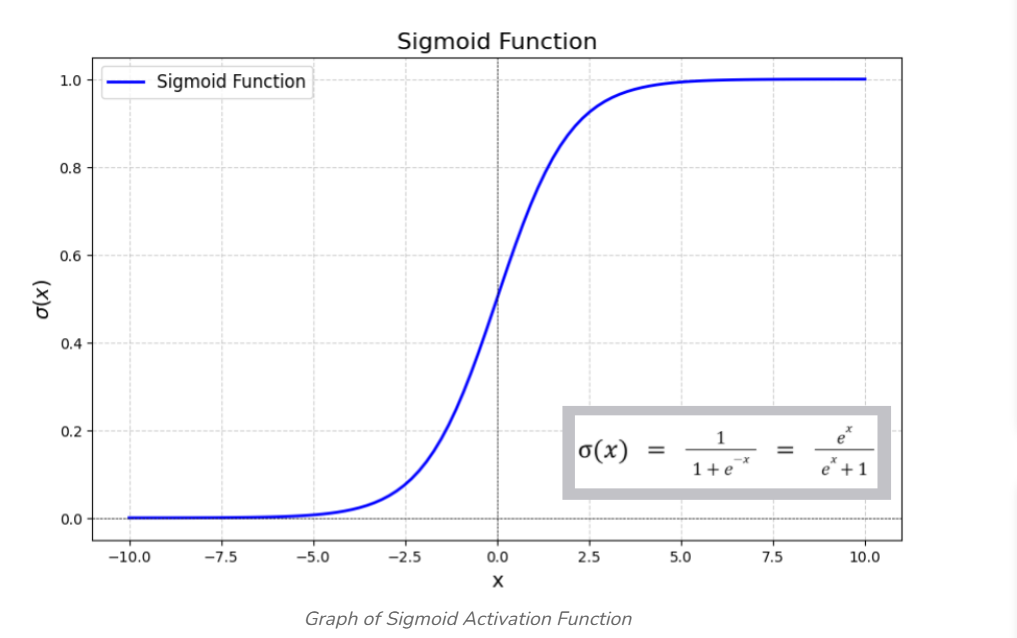 Sigmoid Function
Sigmoid Function
1.0
0.8
0.6
0.4
0.2
0.0
σ(x)
σ(x) = 1 / (1 + e^-x) = e^x / (e^x + 1)
−10.0 −7.5 −5.0 −2.5 0.0 2.5 5.0 7.5 10.0
x
Graph of Sigmoid Activation Function